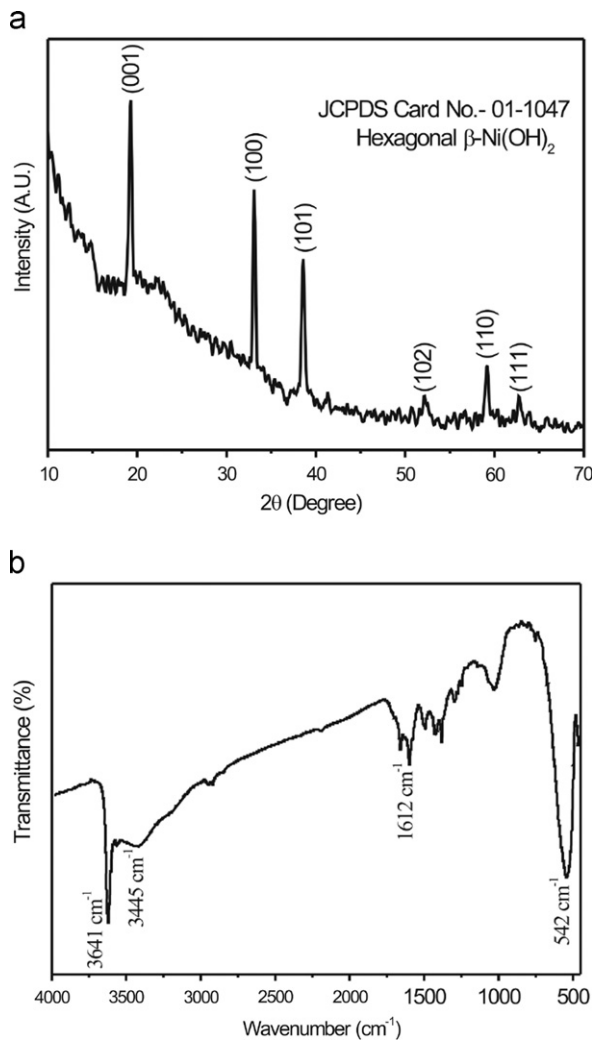 a
(001)
JCPDS Card No.- 01-1047
Hexagonal β-Ni(OH)₂
(100)
(101)
(102)
(110)
(111)
Intensity (A.U.)
10 20 30 40 50 60 70
2θ (Degree)
b
Transmittance (%)
3641 cm⁻¹
3445 cm⁻¹
1612 cm⁻¹
542 cm⁻¹
4000 3500 3000 2500 2000 1500 1000 500
Wavenumber (cm⁻¹)